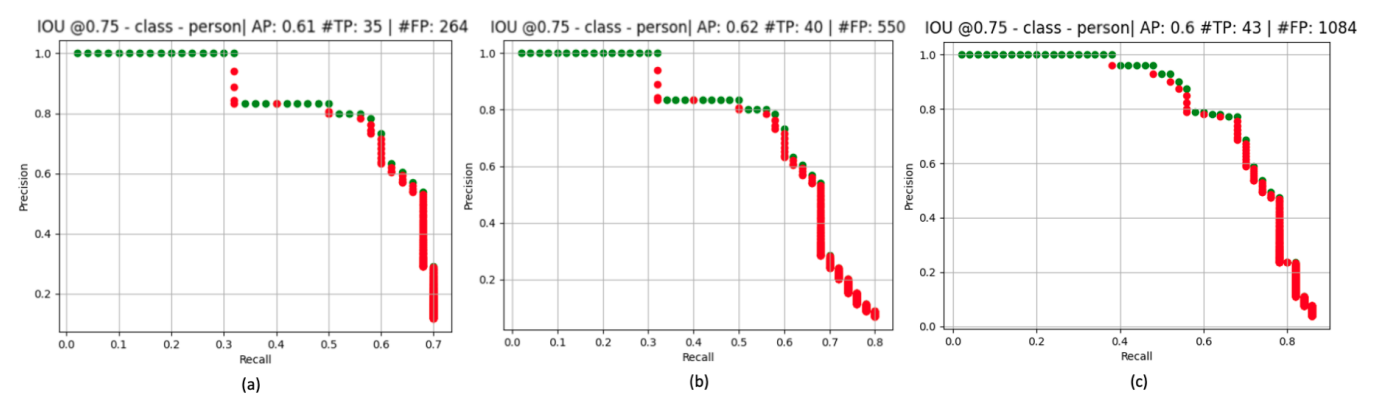 IOU @0.75 - class - person| AP: 0.61 #TP: 35 | #FP: 264
1.0
0.8
0.6
0.4
0.2
Precision
0.0 0.1 0.2 0.3 0.4 0.5 0.6 0.7
Recall
(a)
IOU @0.75 - class - person| AP: 0.62 #TP: 40 | #FP: 550
1.0
0.8
0.6
0.4
0.2
Precision
0.0 0.1 0.2 0.3 0.4 0.5 0.6 0.7 0.8
Recall
(b)
IOU @0.75 - class - person| AP: 0.6 #TP: 43 | #FP: 1084
1.0
0.8
0.6
0.4
0.2
0.0
Precision
0.0 0.2 0.4 0.6 0.8
Recall
(c)